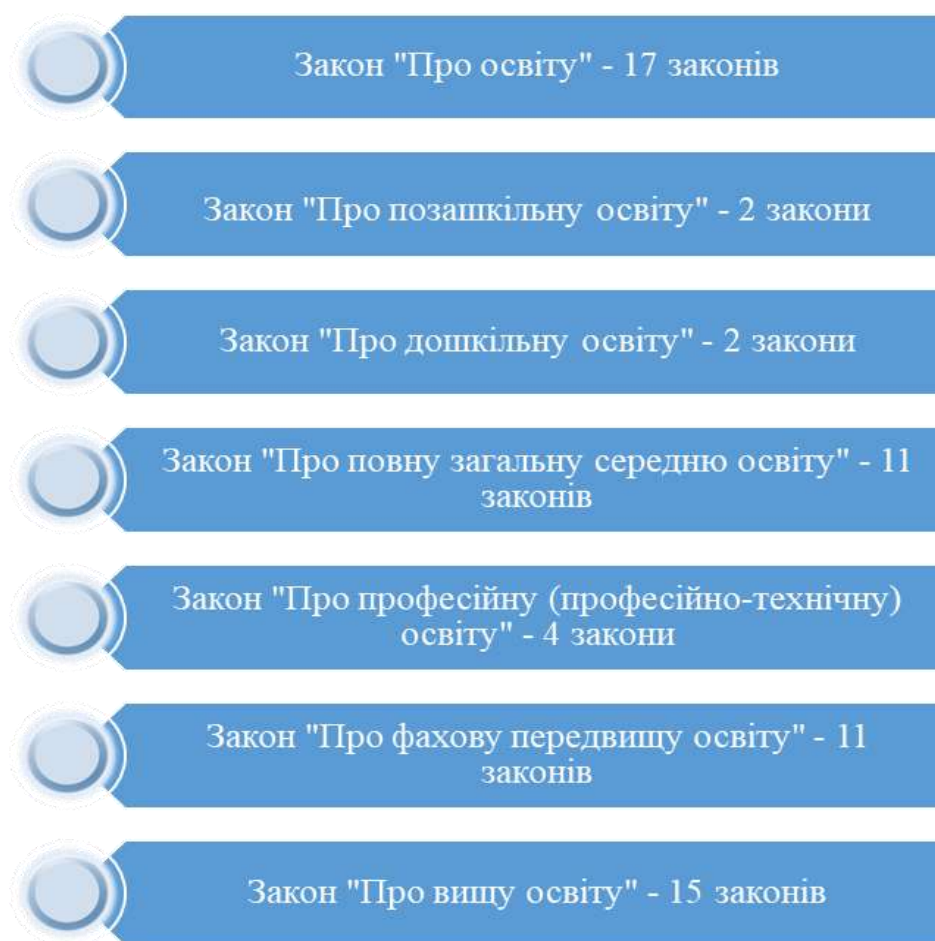 Закон "Про освіту" - 17 законів
Закон "Про позашкільну освіту" - 2 закони
Закон "Про дошкільну освіту" - 2 закони
Закон "Про повну загальну середню освіту" - 11
законів
Закон "Про професійну (професійно-технічну)
освіту" - 4 закони
Закон "Про фахову передвищу освіту" - 11
законів
Закон "Про вищу освіту" - 15 законів